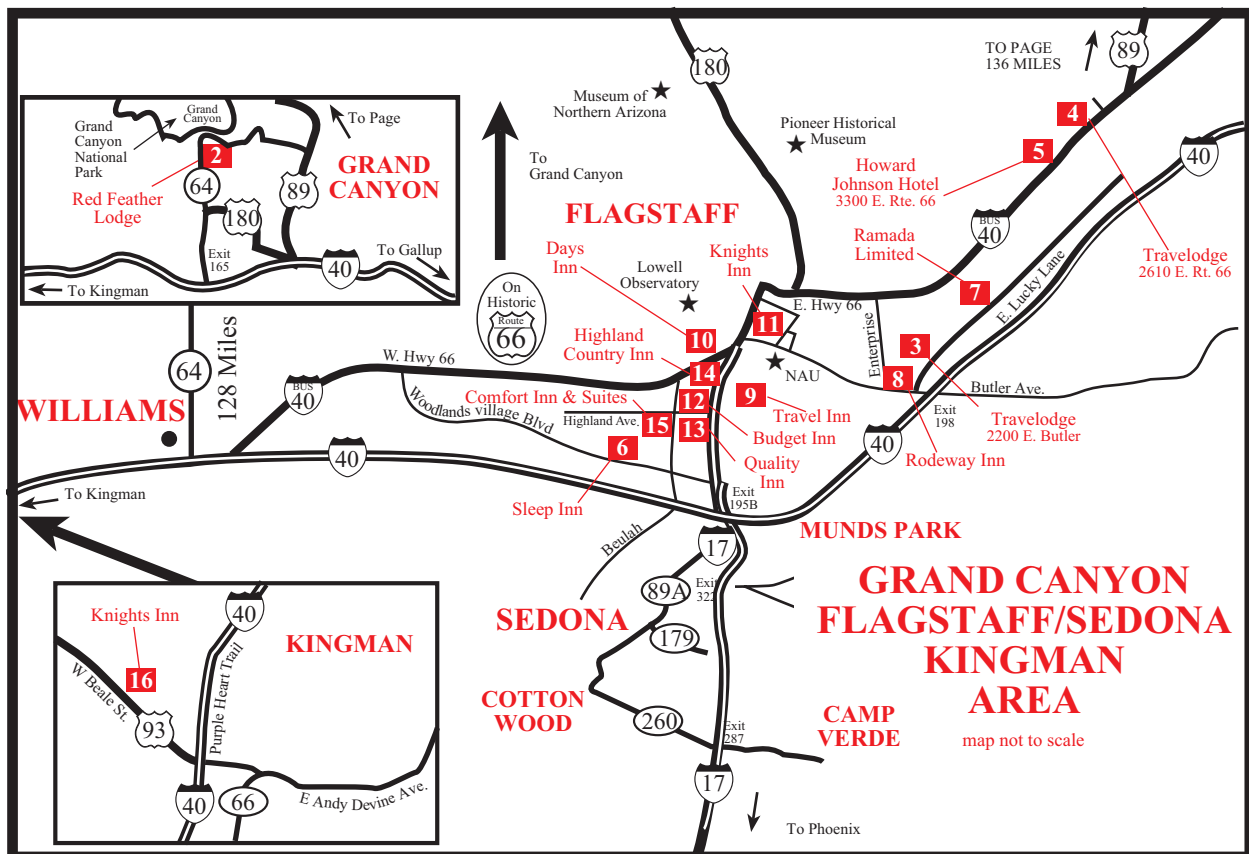 180
TO PAGE
136 MILES
89
Museum of
Northern Arizona
Pioneer Historical
Museum
4
5
40
Howard
Johnson Hotel
3300 E. Rte. 66
To
Grand Canyon
Grand
Canyon
Grand
Canyon
National
Park
To Page
2
GRAND
CANYON
Red Feather
Lodge
64
89
180
Exit
165
To Gallup
40
To Kingman
FLAGSTAFF
BUS
40
Days
Inn
Knights
Inn
Ramada
Limited
Travelodge
2610 E. Rt. 66
Lowell
Observatory
On
Historic
Route
66
E. Hwy 66
7
E. Lucky Lane
11
10
Enterprise
3
Highland
Country Inn
14
NAU
8
Butler Ave.
64
128 Miles
W. Hwy 66
BUS
40
WILLIAMS
Woodlands village Blvd
Comfort Inn & Suites
12
9
Travel Inn
Exit
198
Highland Ave.
15
13
Budget Inn
Travelodge
2200 E. Butler
6
40
40
Quality
Inn
Rodeway Inn
To Kingman
Sleep Inn
Exit
195B
Beulah
MUNDS PARK
17
89A
Exit
322
SEDONA
179
GRAND CANYON
FLAGSTAFF/SEDONA
KINGMAN
AREA
map not to scale
COTTON
WOOD
260
Exit
287
CAMP
VERDE
17
To Phoenix
Knights Inn
40
KINGMAN
16
W Beale St.
Purple Heart Trail
93
40
66
E Andy Devine Ave.